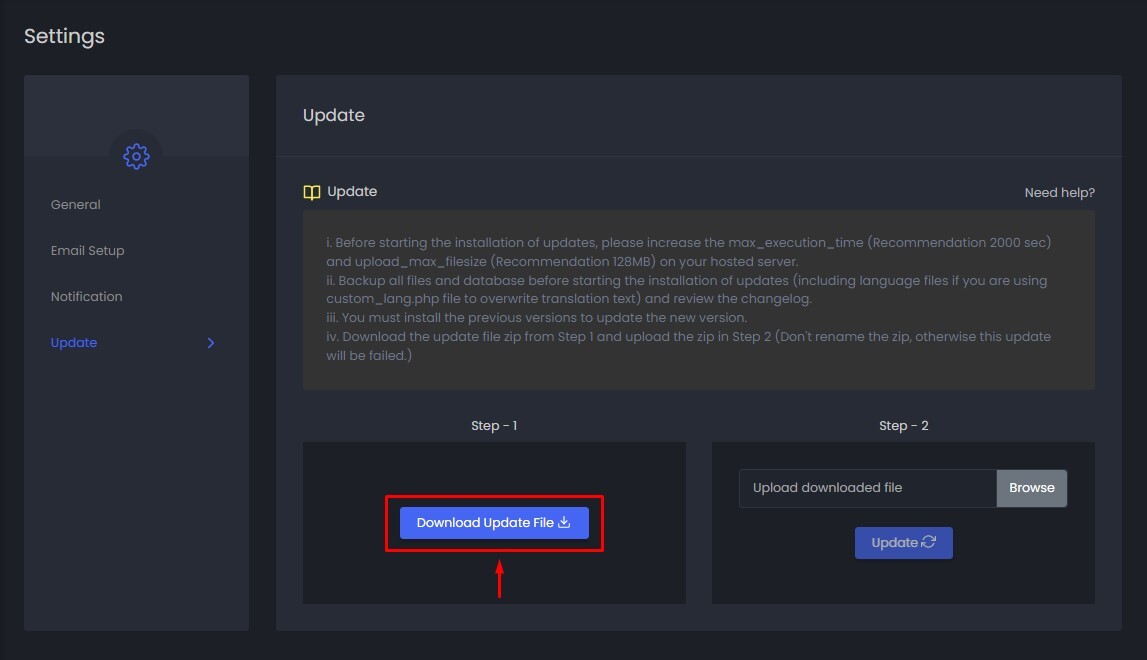 Settings
General
Email Setup
Notification
Update
Update
Update
Need help?
i. Before starting the installation of updates, please increase the max_execution_time (Recommendation 2000 sec)
and upload_max_filesize (Recommendation 128MB) on your hosted server.
ii. Backup all files and database before starting the installation of updates (including language files if you are using
custom_lang.php file to overwrite translation text) and review the changelog.
iii. You must install the previous versions to update the new version.
iv. Download the update file zip from Step 1 and upload the zip in Step 2 (Don't rename the zip, otherwise this update
will be failed.)
Step - 1
Download Update File
Step - 2
Upload downloaded file
Browse
Update